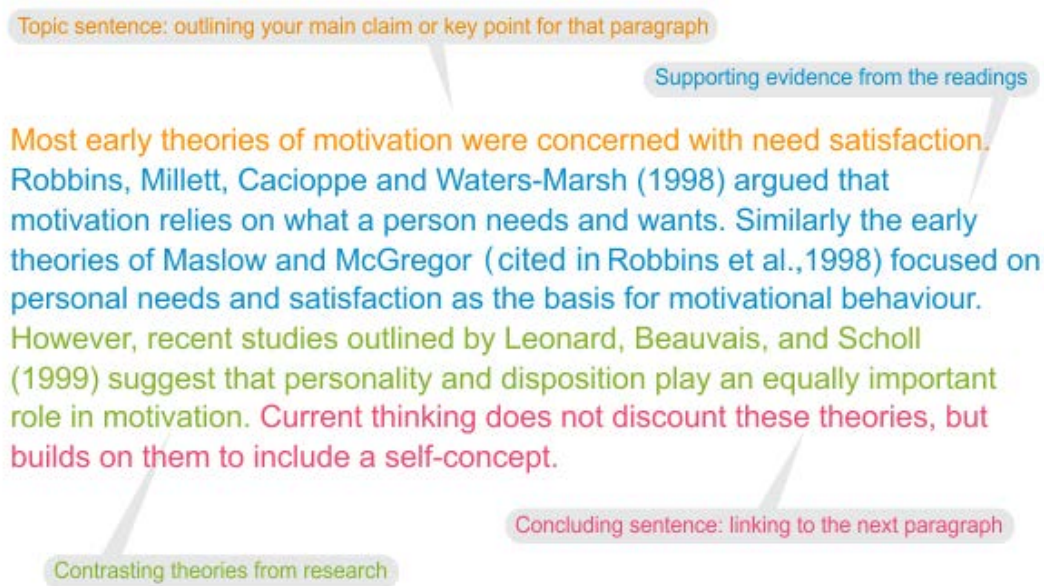 Topic sentence: outlining your main claim or key point for that paragraph
Supporting evidence from the readings
Most early theories of motivation were concerned with need satisfaction.
Robbins, Millett, Cacioppe and Waters-Marsh (1998) argued that
motivation relies on what a person needs and wants. Similarly the early
theories of Maslow and McGregor (cited in Robbins et al.,1998) focused on
personal needs and satisfaction as the basis for motivational behaviour.
However, recent studies outlined by Leonard, Beauvais, and Scholl
(1999) suggest that personality and disposition play an equally important
role in motivation. Current thinking does not discount these theories, but
builds on them to include a self-concept.
Concluding sentence: linking to the next paragraph
Contrasting theories from research